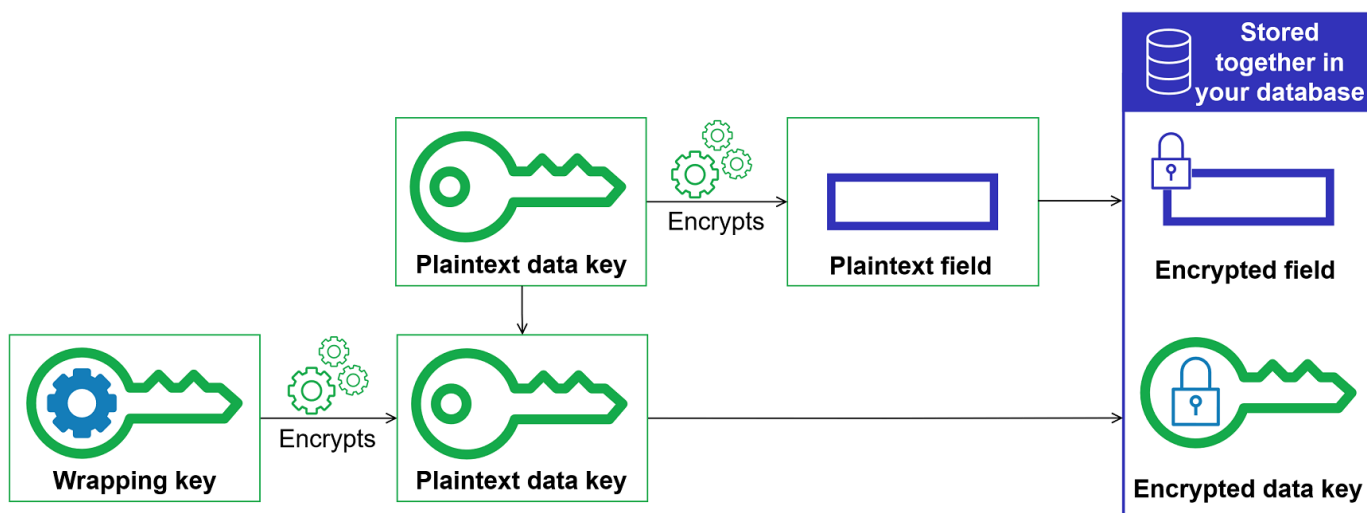 Stored
together in
your database
Encrypts
Plaintext data key
Plaintext field
Encrypted field
Encrypts
Wrapping key
Plaintext data key
Encrypted data key